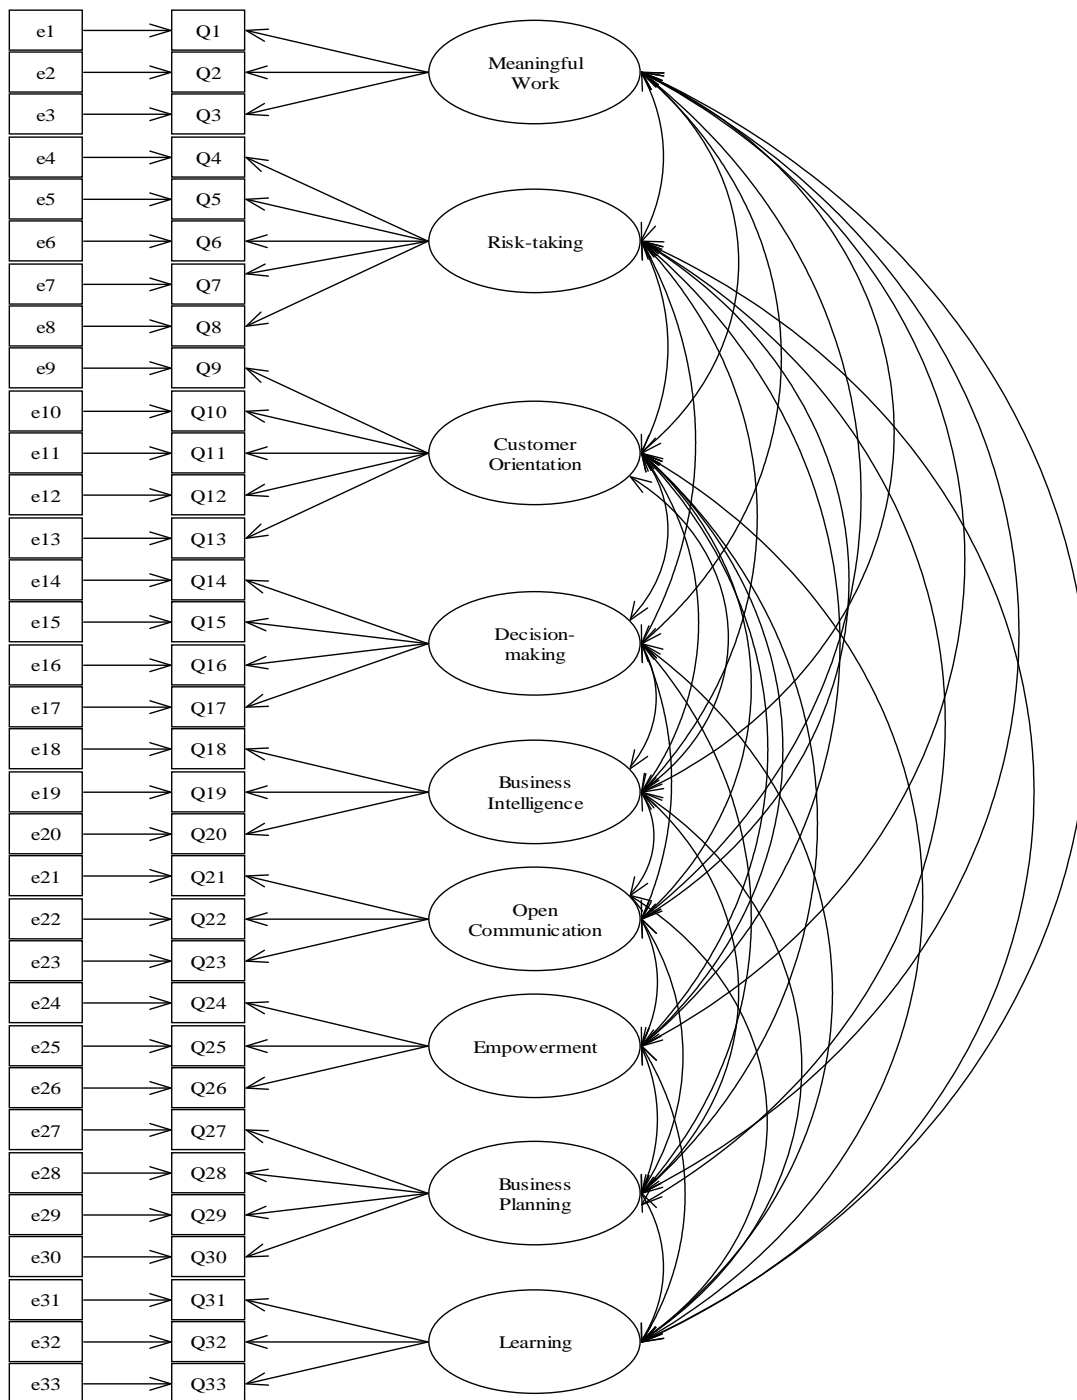 e1 Q1
e2 Q2
e3 Q3
Meaningful
Work
e4 Q4
e5 Q5
e6 Q6
e7 Q7
e8 Q8
Risk-taking
e9 Q9
e10 Q10
e11 Q11
e12 Q12
e13 Q13
Customer
Orientation
e14 Q14
e15 Q15
e16 Q16
e17 Q17
Decision-
making
e18 Q18
e19 Q19
e20 Q20
Business
Intelligence
e21 Q21
e22 Q22
e23 Q23
Open
Communication
e24 Q24
e25 Q25
e26 Q26
Empowerment
e27 Q27
e28 Q28
e29 Q29
e30 Q30
Business
Planning
e31 Q31
e32 Q32
e33 Q33
Learning